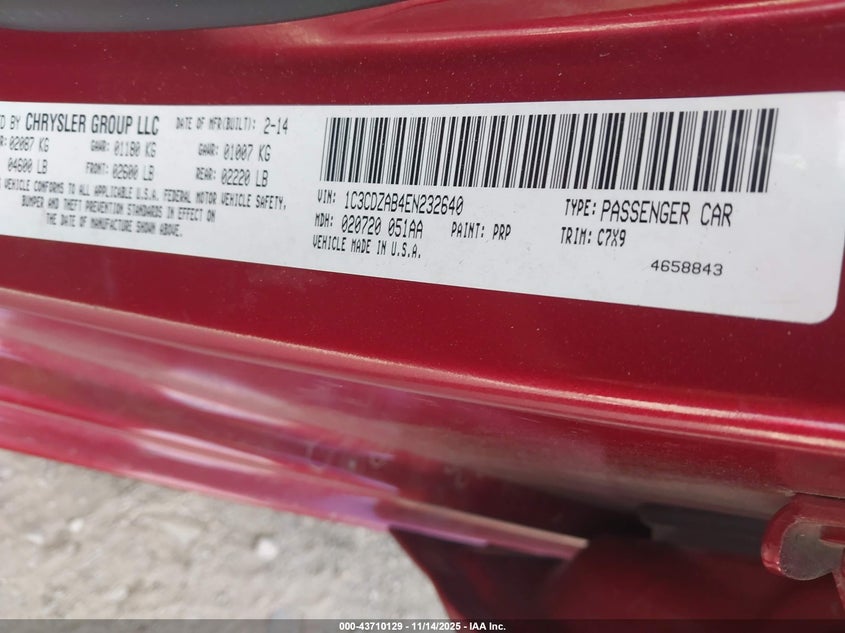 D BY CHRYSLER GROUP LLC DATE OF MFR(BUILT): 2-14
R: 02087 KG GAWR: 01180 KG GAWR: 01007 KG
04600 LB FRONT: 02600 LB REAR: 02220 LB
VEHICLE CONFORMS TO ALL APPLICABLE U.S.A. FEDERAL MOTOR VEHICLE SAFETY,
BUMPER AND THEFT PREVENTION STANDARDS IN EFFECT ON
THE DATE OF MANUFACTURE SHOWN ABOVE.
VIN: 1C3CDZAB4EN232640 TYPE: PASSENGER CAR
MDH: 020720 051AA PAINT: PRP TRIM: C7X9
VEHICLE MADE IN U.S.A.
4658843
000-43710129 | 11/14/2025 - IAA Inc.